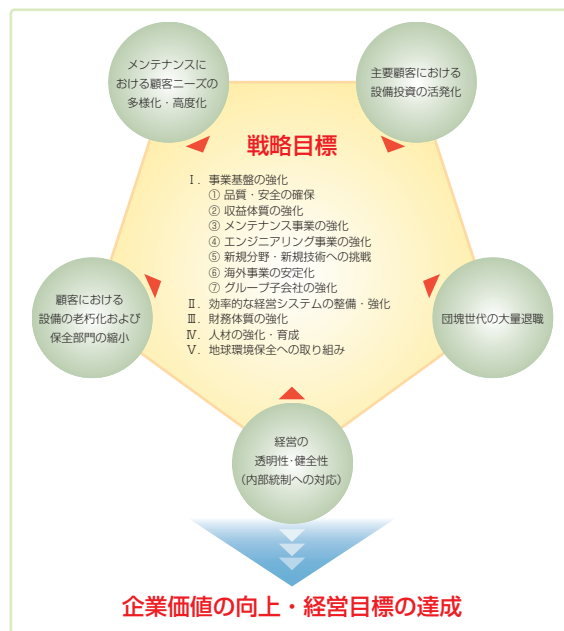 メンテナンスに
おける顧客ニーズの
多様化・高度化
主要顧客における
設備投資の活発化
戦略目標
Ⅰ．事業基盤の強化
① 品質・安全の確保
② 収益体質の強化
③ メンテナンス事業の強化
④ エンジニアリング事業の強化
⑤ 新規分野・新規技術への挑戦
⑥ 海外事業の安定化
⑦ グループ子会社の強化
Ⅱ．効率的な経営システムの整備・強化
Ⅲ．財務体質の強化
Ⅳ．人材の強化・育成
Ⅴ．地球環境保全への取り組み
顧客における
設備の老朽化および
保全部門の縮小
団塊世代の大量退職
経営の
透明性・健全性
（内部統制への対応）
企業価値の向上・経営目標の達成